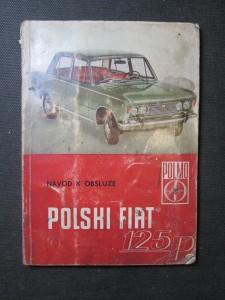 POLMO
NÁVOD K OBSLUZE
POLSKI FIAT
125p